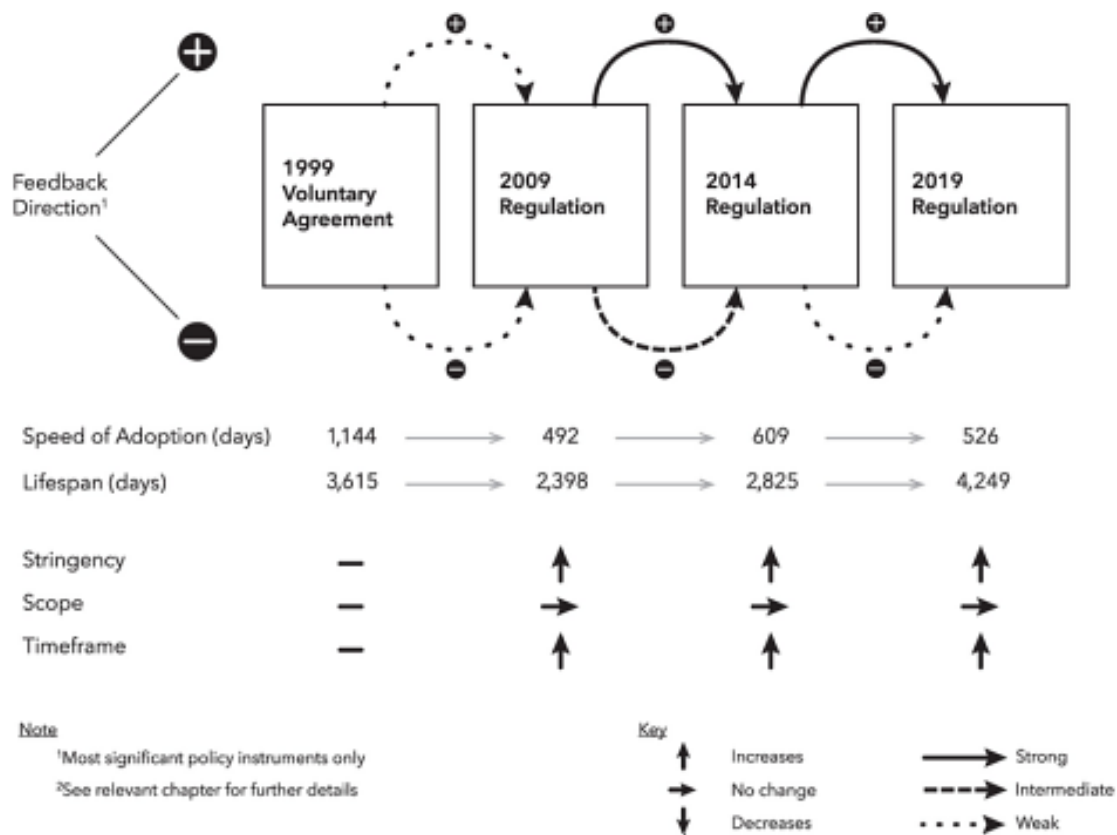 +
+
+
+
Feedback
Direction¹
1999
Voluntary
Agreement
2009
Regulation
2014
Regulation
2019
Regulation
−
−
−
−
Speed of Adoption (days) 1,144 → 492 → 609 → 526
Lifespan (days) 3,615 → 2,398 → 2,825 → 4,249
Stringency – ↑ ↑ ↑
Scope – → → →
Timeframe – ↑ ↑ ↑
Note
¹Most significant policy instruments only
²See relevant chapter for further details
Key
↑ Increases
→ No change
↓ Decreases
Strong
Intermediate
Weak